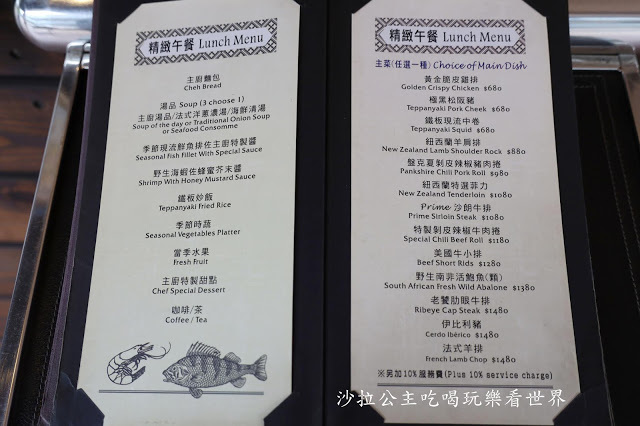 精緻午餐 Lunch Menu
主廚麵包
Cheh Bread
湯品 Soup (3 choose 1)
主廚湯品/法式洋蔥濃湯/海鮮清湯
Soup of the day or Traditional Onion Soup
or Seafood Consomme
季節現流鮮魚排佐主廚特製醬
Seasonal Fish Fillet With Special Sauce
野生海蝦佐蜂蜜芥末醬
Shrimp With Honey Mustard Sauce
鐵板炒飯
Teppanyaki Fried Rice
季節時蔬
Seasonal Vegetables Platter
當季水果
Fresh Fruit
主廚特製甜點
Chef Special Dessert
咖啡/茶
Coffee / Tea
精緻午餐 Lunch Menu
主菜(任選一種) Choice of Main Dish
黃金脆皮雞排
Golden Crispy Chicken $680
極黑松阪豬
Teppanyaki Pork Cheek $680
鐵板現流中卷
Teppanyaki Squid $680
紐西蘭羊肩排
New Zealand Lamb Shoulder Rock $880
盤克夏剝皮辣椒豬肉捲
Pankshire Chili Pork Roll $980
紐西蘭特選菲力
New Zealand Tenderloin $1080
Prime 沙朗牛排
Prime Sirloin Steak $1080
特製剝皮辣椒牛肉捲
Special Chili Beef Roll $1180
美國牛小排
Beef Short Rids $1280
野生南非活鮑魚(顆)
South African Fresh Wild Abalone $1380
老饕肋眼牛排
Ribeye Cap Steak $1480
伊比利豬
Cerdo Ibérico $1480
法式羊排
French Lamb Chop $1480
※另加10%服務費(Plus 10% service charge)
沙拉公主吃喝玩樂看世界